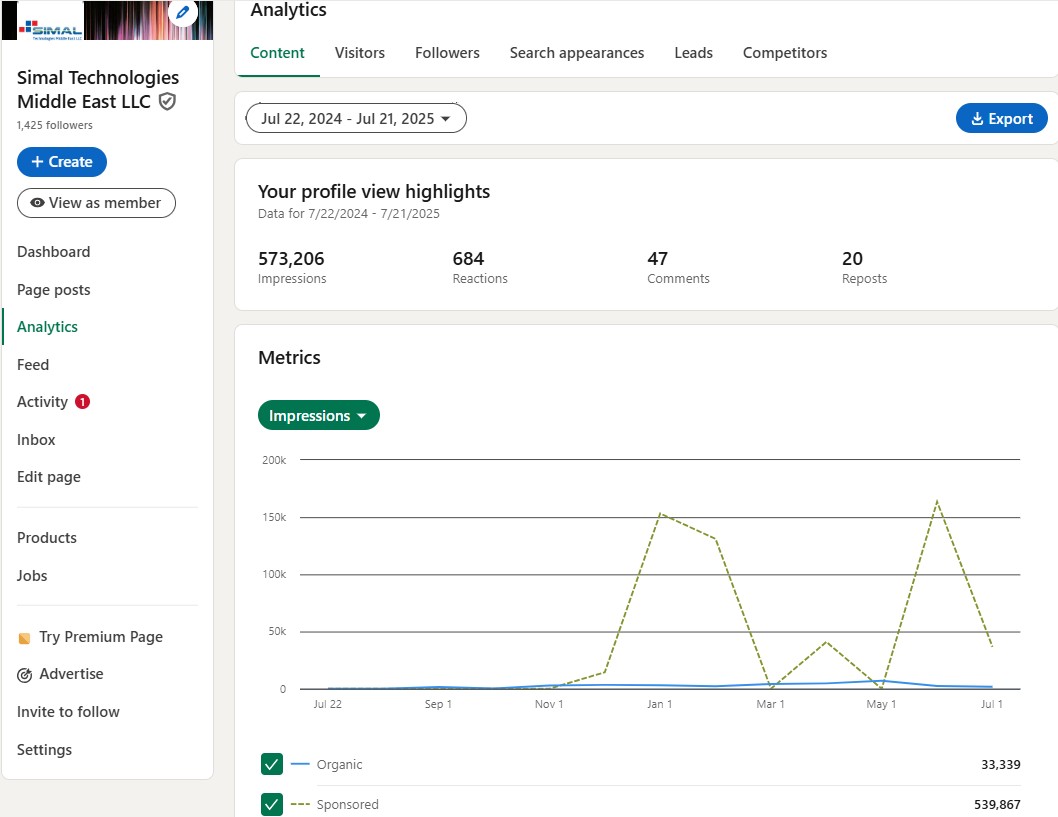 SIMAL
Technologies Middle East LLC
Simal Technologies
Middle East LLC
1,425 followers
+ Create
View as member
Dashboard
Page posts
Analytics
Feed
Activity 1
Inbox
Edit page
Products
Jobs
Try Premium Page
Advertise
Invite to follow
Settings
Analytics
Content Visitors Followers Search appearances Leads Competitors
Jul 22, 2024 - Jul 21, 2025
Export
Your profile view highlights
Data for 7/22/2024 - 7/21/2025
573,206 684 47 20
Impressions Reactions Comments Reposts
Metrics
Impressions
200k
150k
100k
50k
0
Jul 22 Sep 1 Nov 1 Jan 1 Mar 1 May 1 Jul 1
Organic 33,339
Sponsored 539,867